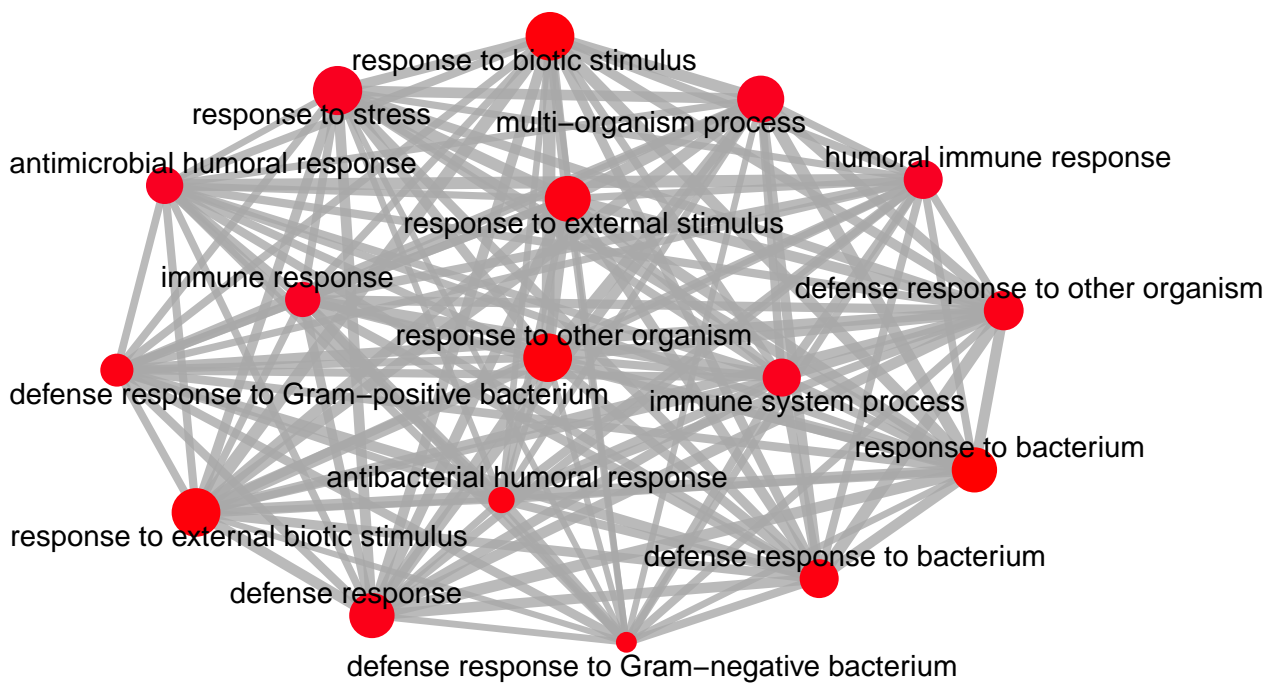 response to biotic stimulus
response to stress
multi−organism process
antimicrobial humoral response
humoral immune response
response to external stimulus
immune response
defense response to other organism
response to other organism
defense response to Gram−positive bacterium
immune system process
response to bacterium
antibacterial humoral response
response to external biotic stimulus
defense response to bacterium
defense response
defense response to Gram−negative bacterium